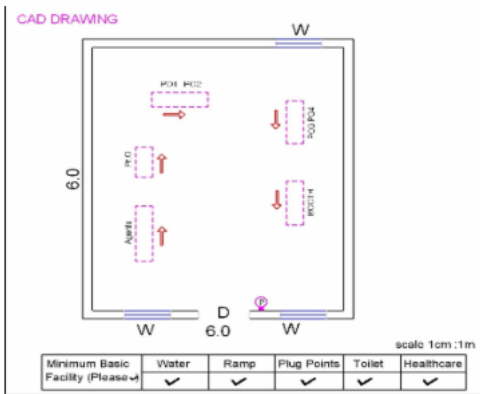 CAD DRAWING
W
PO1 PO2
PO3 PO4
6.0
PrO
Agents
BOOTH
P
D
W
6.0
W
scale 1cm :1m
Minimum Basic Facility (Please✓)
Water
Ramp
Plug Points
Toilet
Healthcare
✓ ✓ ✓ ✓ ✓